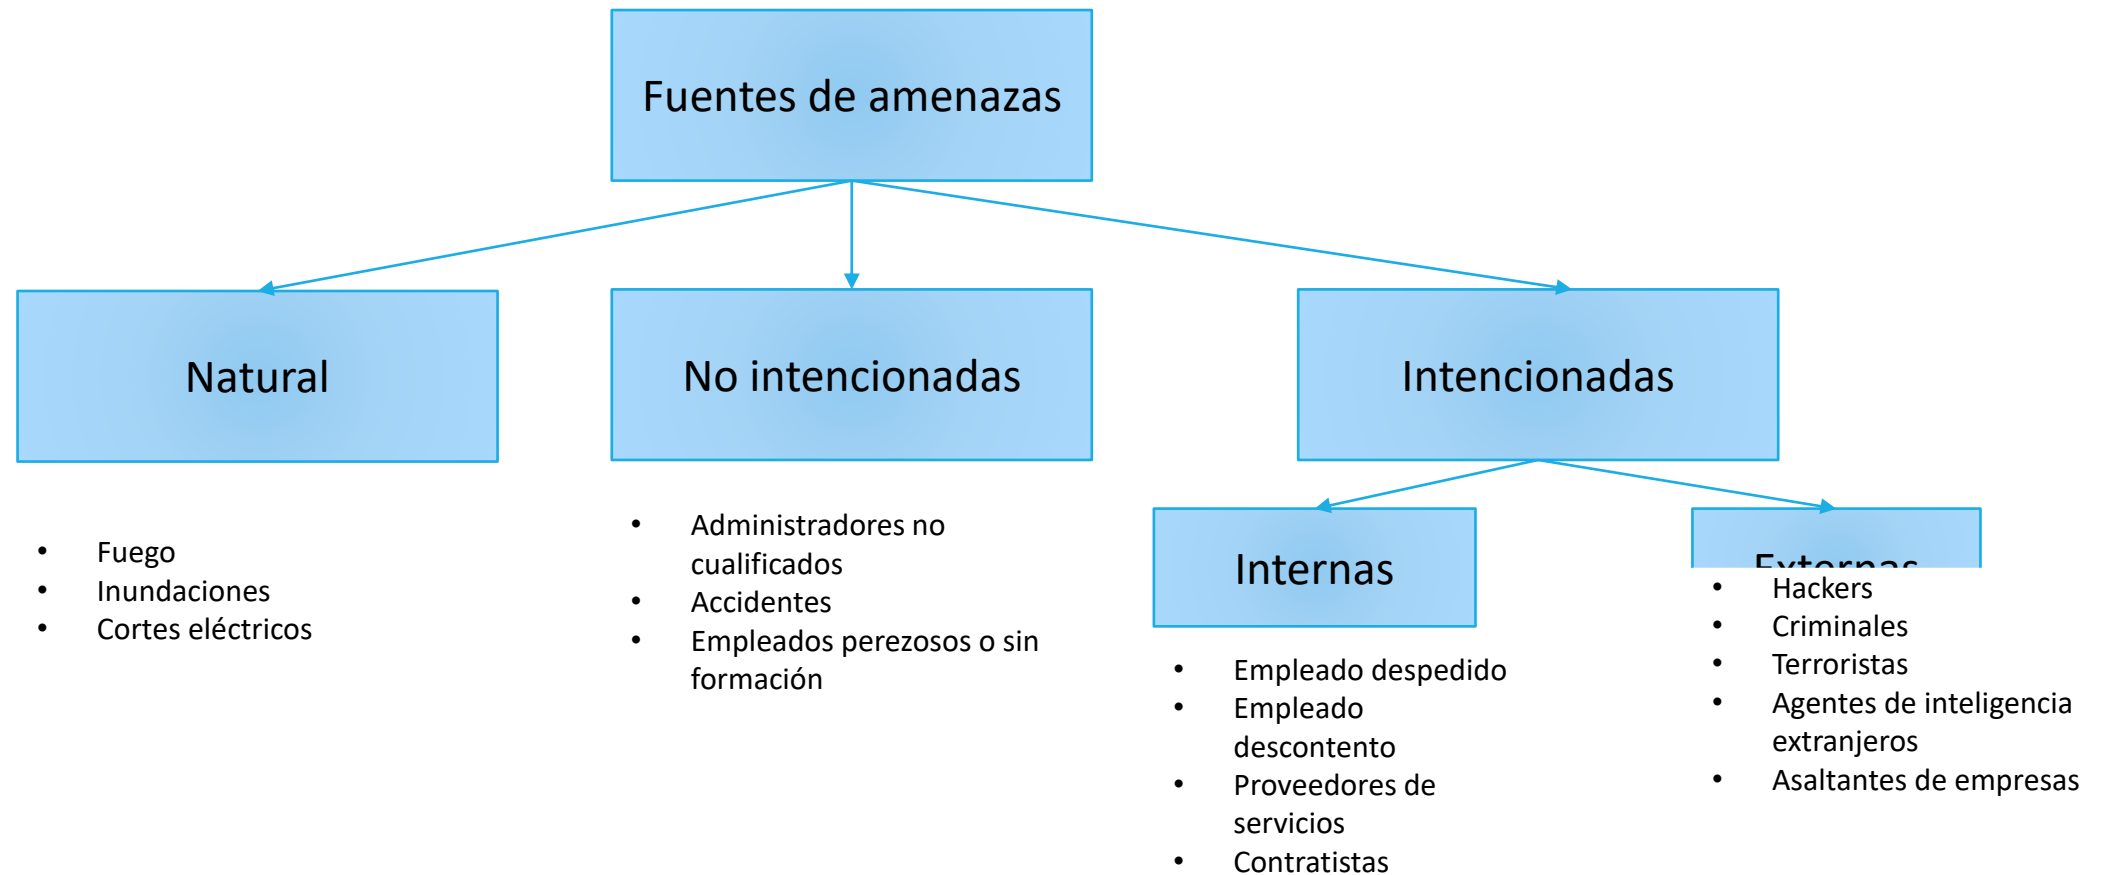 Fuentes de amenazas
Natural
No intencionadas
Intencionadas
• Fuego
• Inundaciones
• Cortes eléctricos
• Administradores no
cualificados
• Accidentes
• Empleados perezosos o sin
formación
Internas
• Empleado despedido
• Empleado
descontento
• Proveedores de
servicios
• Contratistas
Externas
• Hackers
• Criminales
• Terroristas
• Agentes de inteligencia
extranjeros
• Asaltantes de empresas